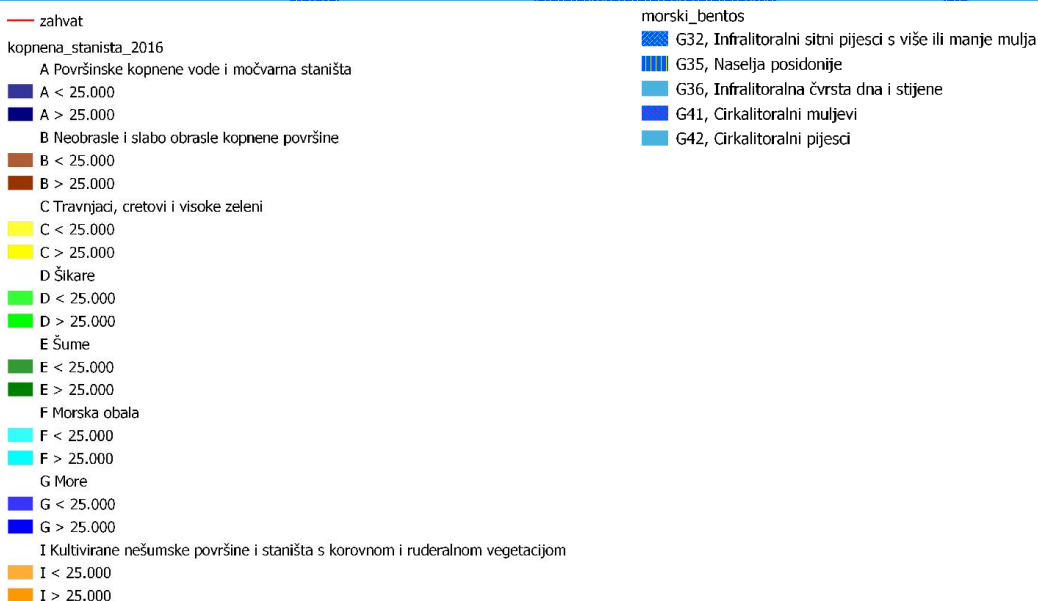 zahvat
kopnena_stanista_2016
A Površinske kopnene vode i močvarna staništa
A < 25.000
A > 25.000
B Neobrasle i slabo obrasle kopnene površine
B < 25.000
B > 25.000
C Travnjaci, cretovi i visoke zeleni
C < 25.000
C > 25.000
D Šikare
D < 25.000
D > 25.000
E Šume
E < 25.000
E > 25.000
F Morska obala
F < 25.000
F > 25.000
G More
G < 25.000
G > 25.000
I Kultivirane nešumske površine i staništa s korovnom i ruderalnom vegetacijom
I < 25.000
I > 25.000
morski_bentos
G32, Infralitoralni sitni pijesci s više ili manje mulja
G35, Naselja posidonije
G36, Infralitoralna čvrsta dna i stijene
G41, Cirkalitoralni muljevi
G42, Cirkalitoralni pijesci